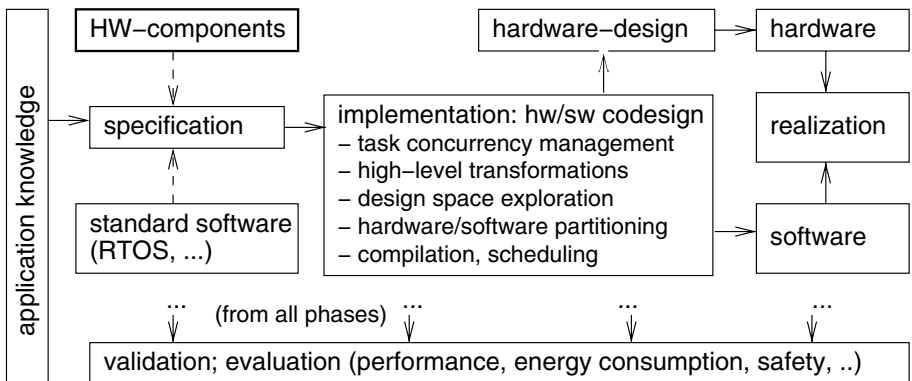 application knowledge
HW−components
hardware−design
hardware
specification
implementation: hw/sw codesign
− task concurrency management
− high−level transformations
− design space exploration
− hardware/software partitioning
− compilation, scheduling
realization
standard software
(RTOS, ...)
software
... (from all phases) ... ... ...
validation; evaluation (performance, energy consumption, safety, ..)